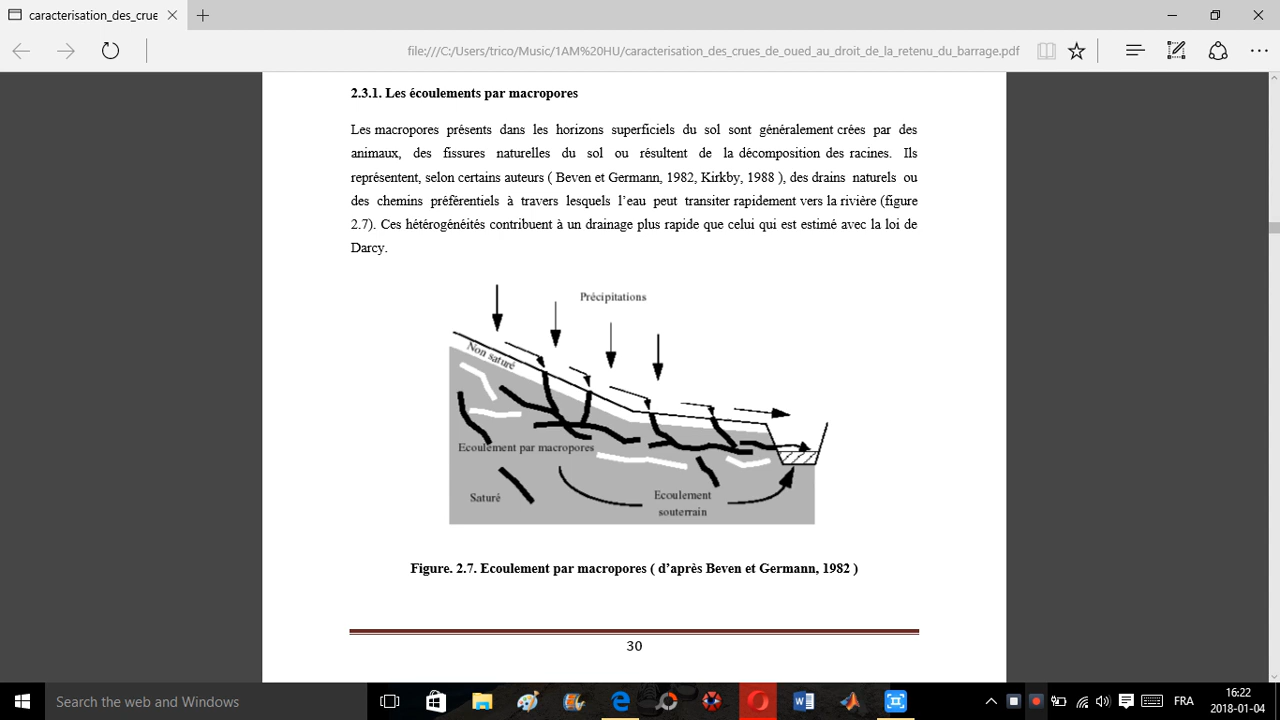 caracterisation_des_crue
file:///C:/Users/trico/Music/1AM%20HU/caracterisation_des_crues_de_oued_au_droit_de_la_retenu_du_barrage.pdf
2.3.1. Les écoulements par macropores
Les macropores présents dans les horizons superficiels du sol sont généralement crées par des
animaux, des fissures naturelles du sol ou résultent de la décomposition des racines. Ils
représentent, selon certains auteurs ( Beven et Germann, 1982, Kirkby, 1988 ), des drains naturels ou
des chemins préférentiels à travers lesquels l’eau peut transiter rapidement vers la rivière (figure
2.7). Ces hétérogénéités contribuent à un drainage plus rapide que celui qui est estimé avec la loi de
Darcy.
Précipitations
Non saturé
Ecoulement par macropores
Saturé
Ecoulement
souterrain
Figure. 2.7. Ecoulement par macropores ( d’après Beven et Germann, 1982 )
30
Search the web and Windows
FRA
16:22
2018-01-04